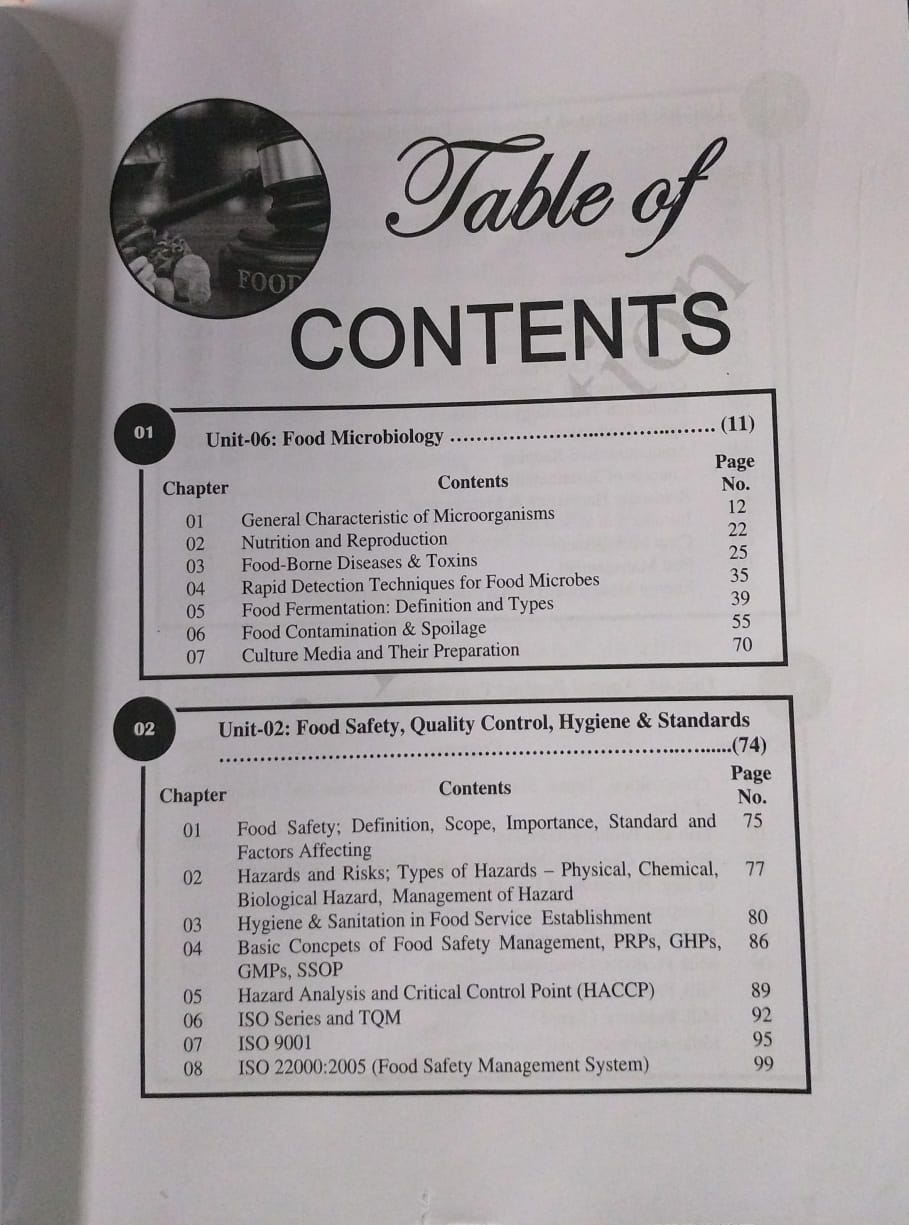 FOOD
Table of
CONTENTS
tion
01
Unit-06: Food Microbiology ................................................ (11)
Chapter Contents Page No.
01 General Characteristic of Microorganisms 12
02 Nutrition and Reproduction 22
03 Food-Borne Diseases & Toxins 25
04 Rapid Detection Techniques for Food Microbes 35
05 Food Fermentation: Definition and Types 39
06 Food Contamination & Spoilage 55
07 Culture Media and Their Preparation 70
02
Unit-02: Food Safety, Quality Control, Hygiene & Standards
................................................................................(74)
Chapter Contents Page No.
01 Food Safety; Definition, Scope, Importance, Standard and 75
Factors Affecting
02 Hazards and Risks; Types of Hazards – Physical, Chemical, 77
Biological Hazard, Management of Hazard
03 Hygiene & Sanitation in Food Service Establishment 80
04 Basic Concpets of Food Safety Management, PRPs, GHPs, 86
GMPs, SSOP
05 Hazard Analysis and Critical Control Point (HACCP) 89
06 ISO Series and TQM 92
07 ISO 9001 95
08 ISO 22000:2005 (Food Safety Management System) 99